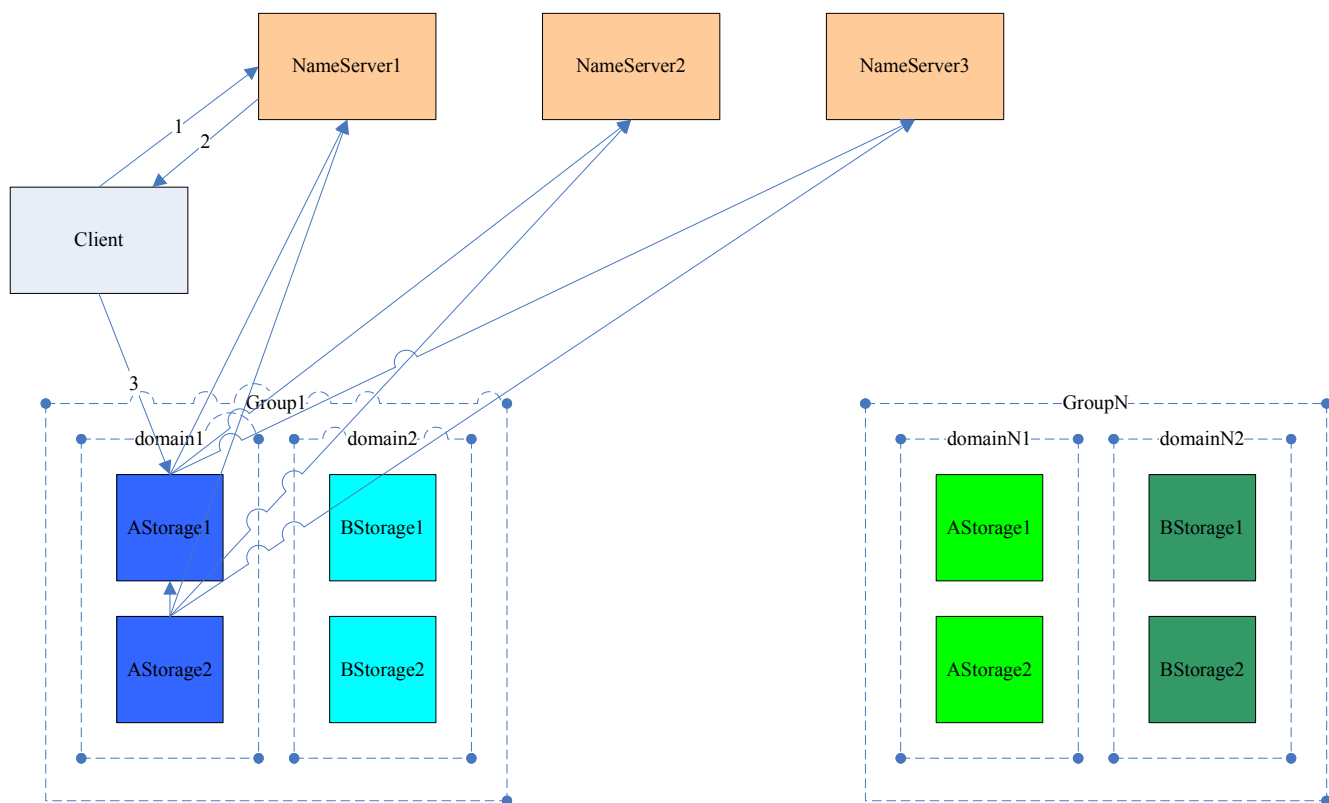 NameServer1
NameServer2
NameServer3
1
2
Client
3
Group1
GroupN
domain1
domain2
domainN1
domainN2
AStorage1
BStorage1
AStorage1
BStorage1
AStorage2
BStorage2
AStorage2
BStorage2